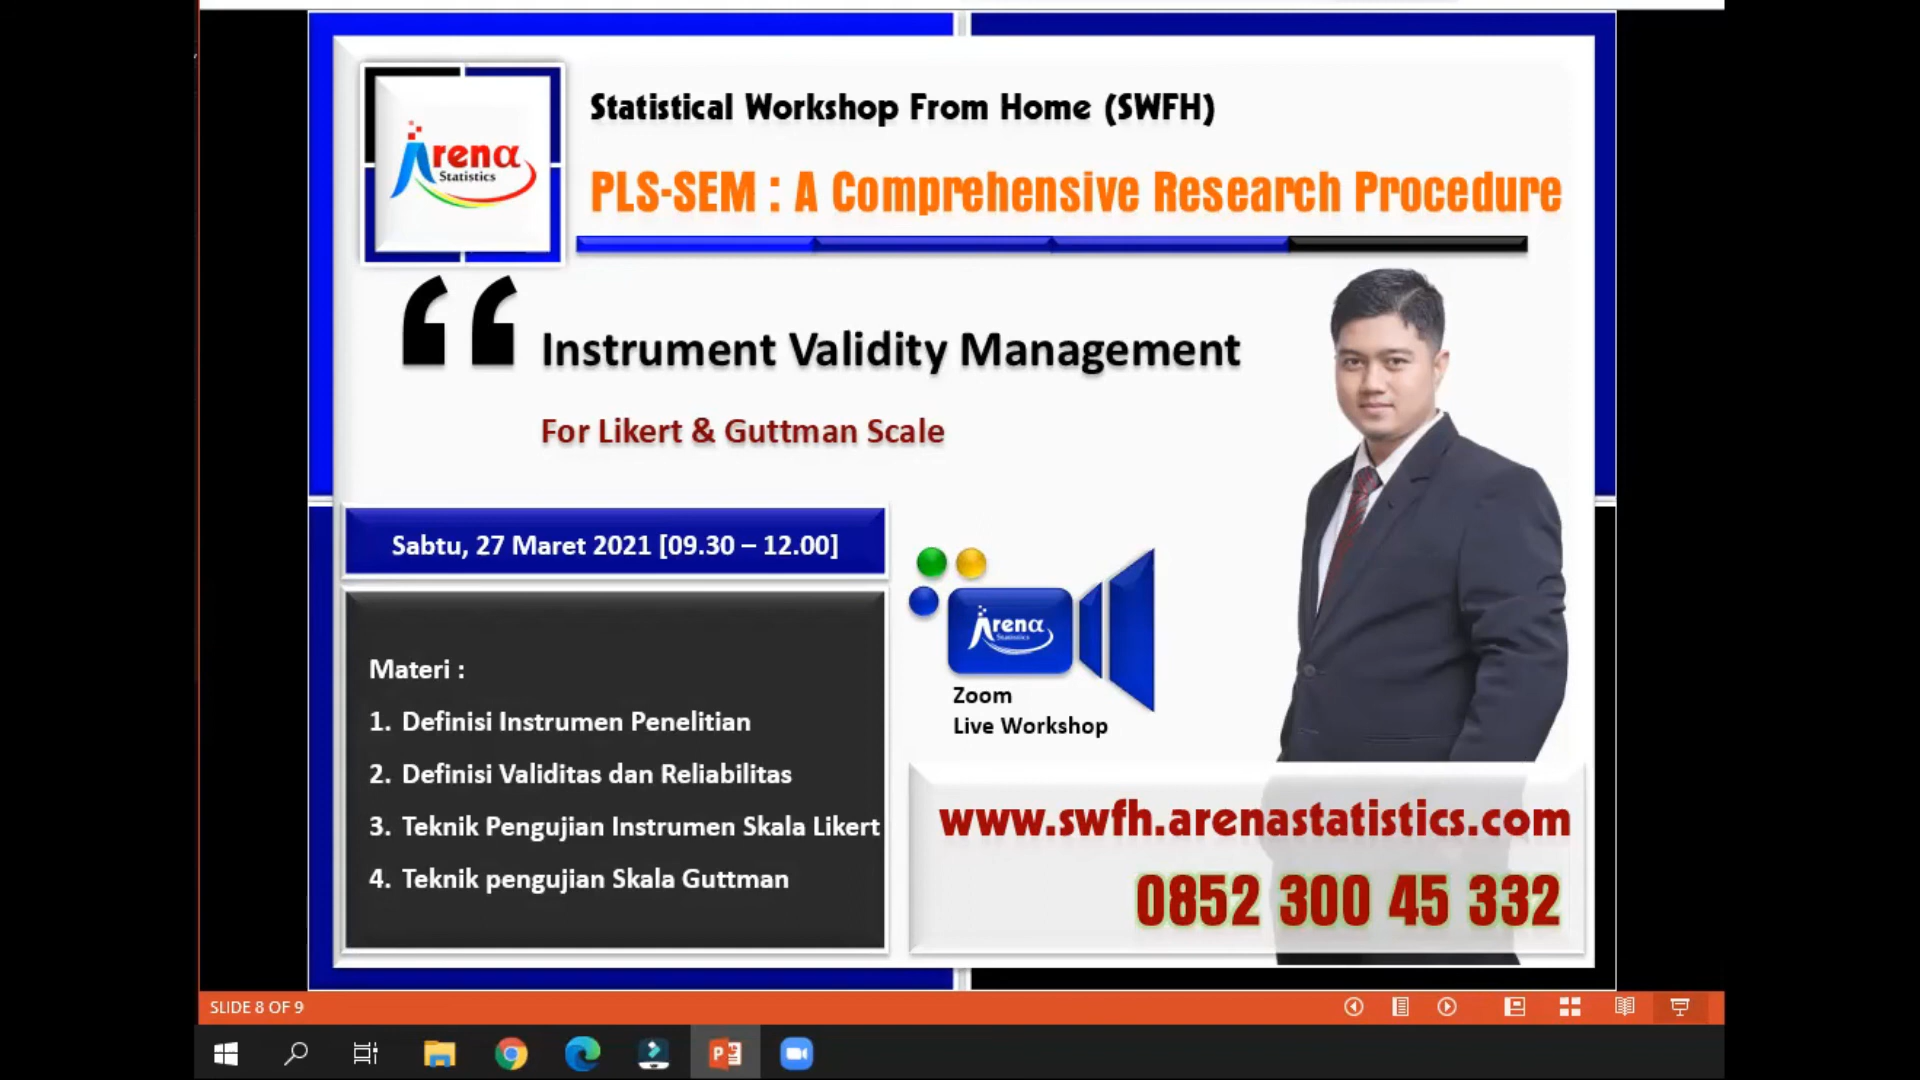 Arena
Statistics
Statistical Workshop From Home (SWFH)
PLS-SEM : A Comprehensive Research Procedure
“ Instrument Validity Management
For Likert & Guttman Scale
Sabtu, 27 Maret 2021 [09.30 – 12.00]
Materi :
1. Definisi Instrumen Penelitian
2. Definisi Validitas dan Reliabilitas
3. Teknik Pengujian Instrumen Skala Likert
4. Teknik pengujian Skala Guttman
Arena
Statistics
Zoom
Live Workshop
www.swfh.arenastatistics.com
0852 300 45 332
SLIDE 8 OF 9